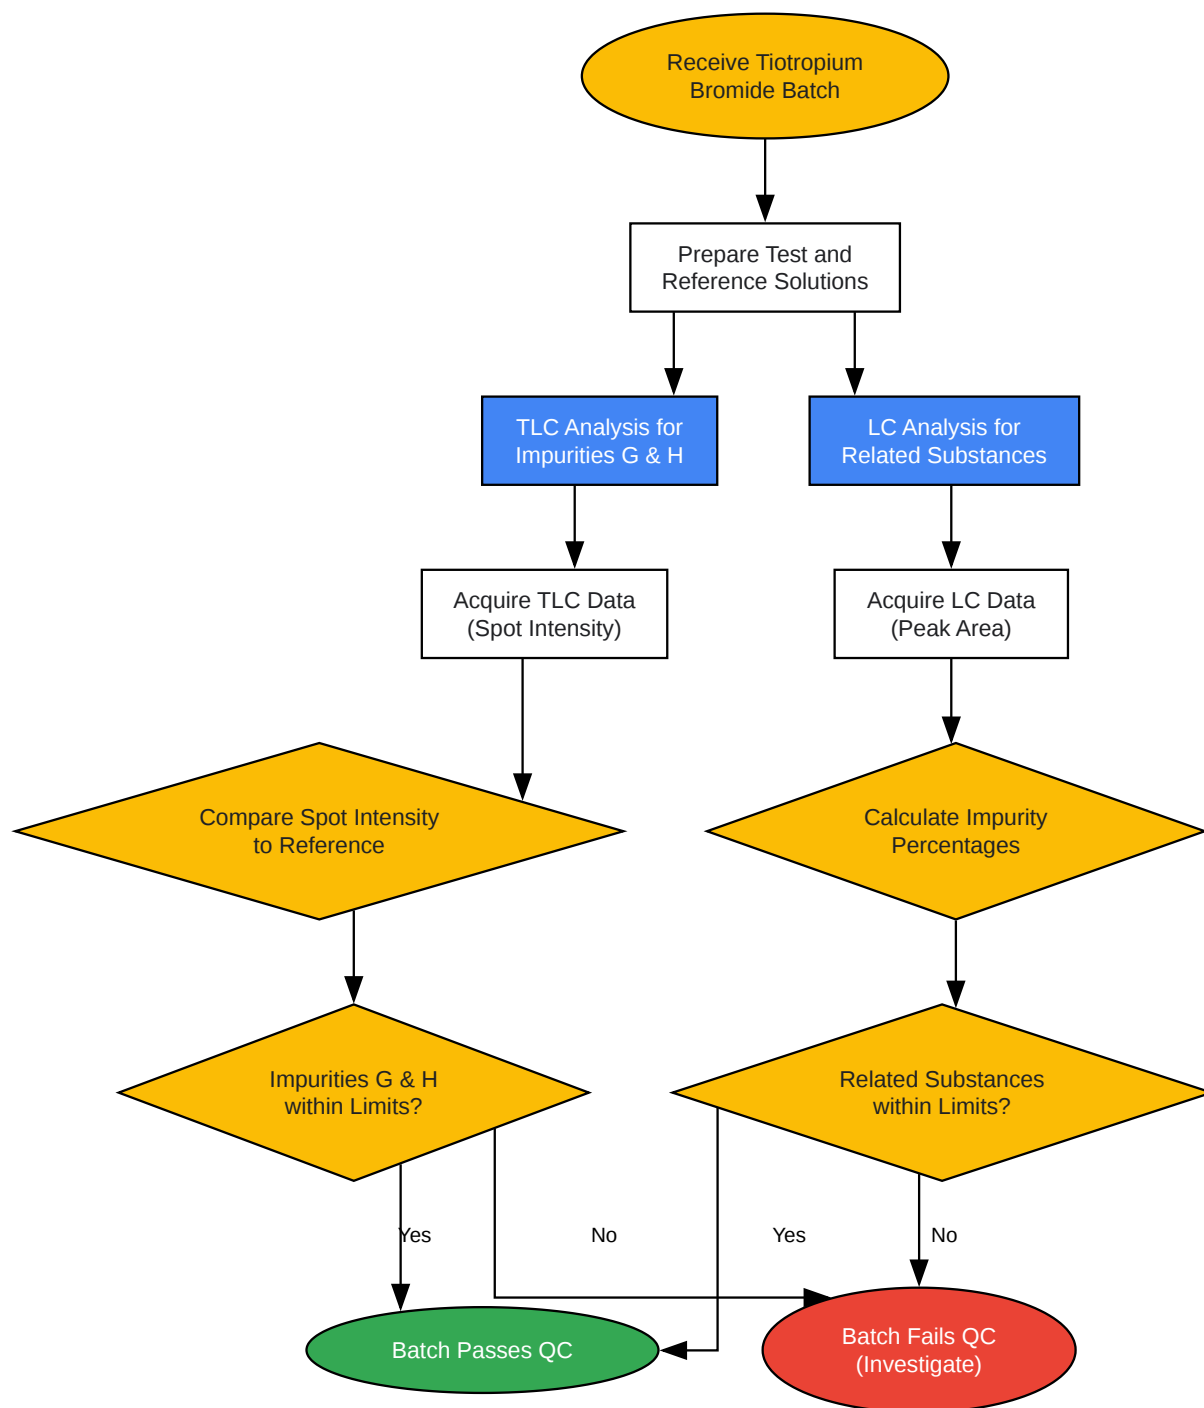 Receive Tiotropium
Bromide Batch
Prepare Test and
Reference Solutions
TLC Analysis for
Impurities G & H
LC Analysis for
Related Substances
Acquire TLC Data
(Spot Intensity)
Acquire LC Data
(Peak Area)
Compare Spot Intensity
to Reference
Calculate Impurity
Percentages
Impurities G & H
within Limits?
Related Substances
within Limits?
Yes
No
Yes
No
Batch Passes QC
Batch Fails QC
(Investigate)